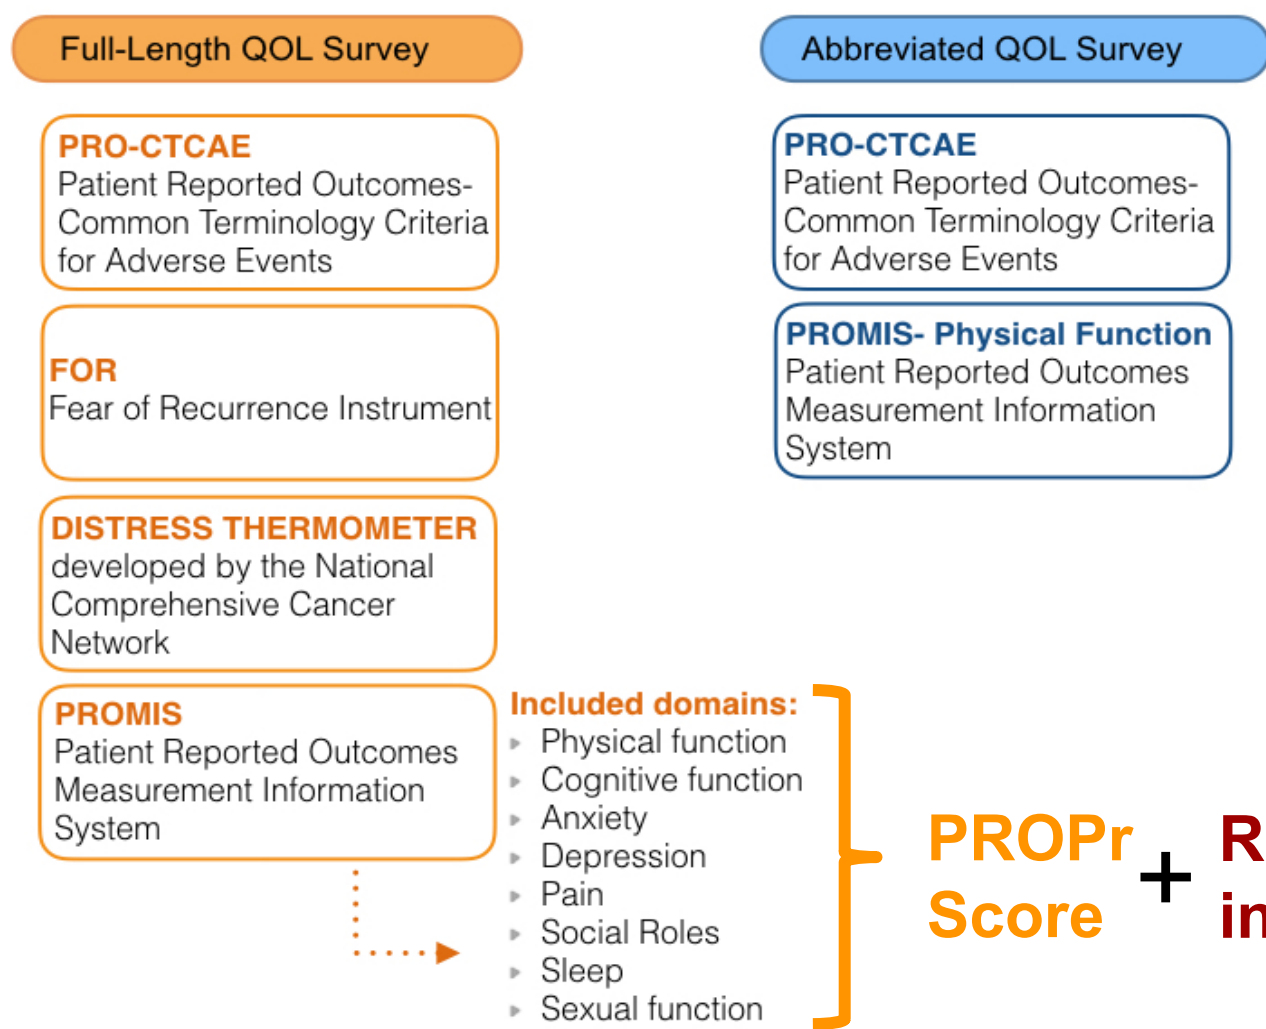 Full-Length QOL Survey
PRO-CTCAE
Patient Reported Outcomes-
Common Terminology Criteria
for Adverse Events
FOR
Fear of Recurrence Instrument
DISTRESS THERMOMETER
developed by the National
Comprehensive Cancer
Network
PROMIS
Patient Reported Outcomes
Measurement Information
System
Included domains:
Physical function
Cognitive function
Anxiety
Depression
Pain
Social Roles
Sleep
Sexual function
Abbreviated QOL Survey
PRO-CTCAE
Patient Reported Outcomes-
Common Terminology Criteria
for Adverse Events
PROMIS- Physical Function
Patient Reported Outcomes
Measurement Information
System
PROPr
Score
+